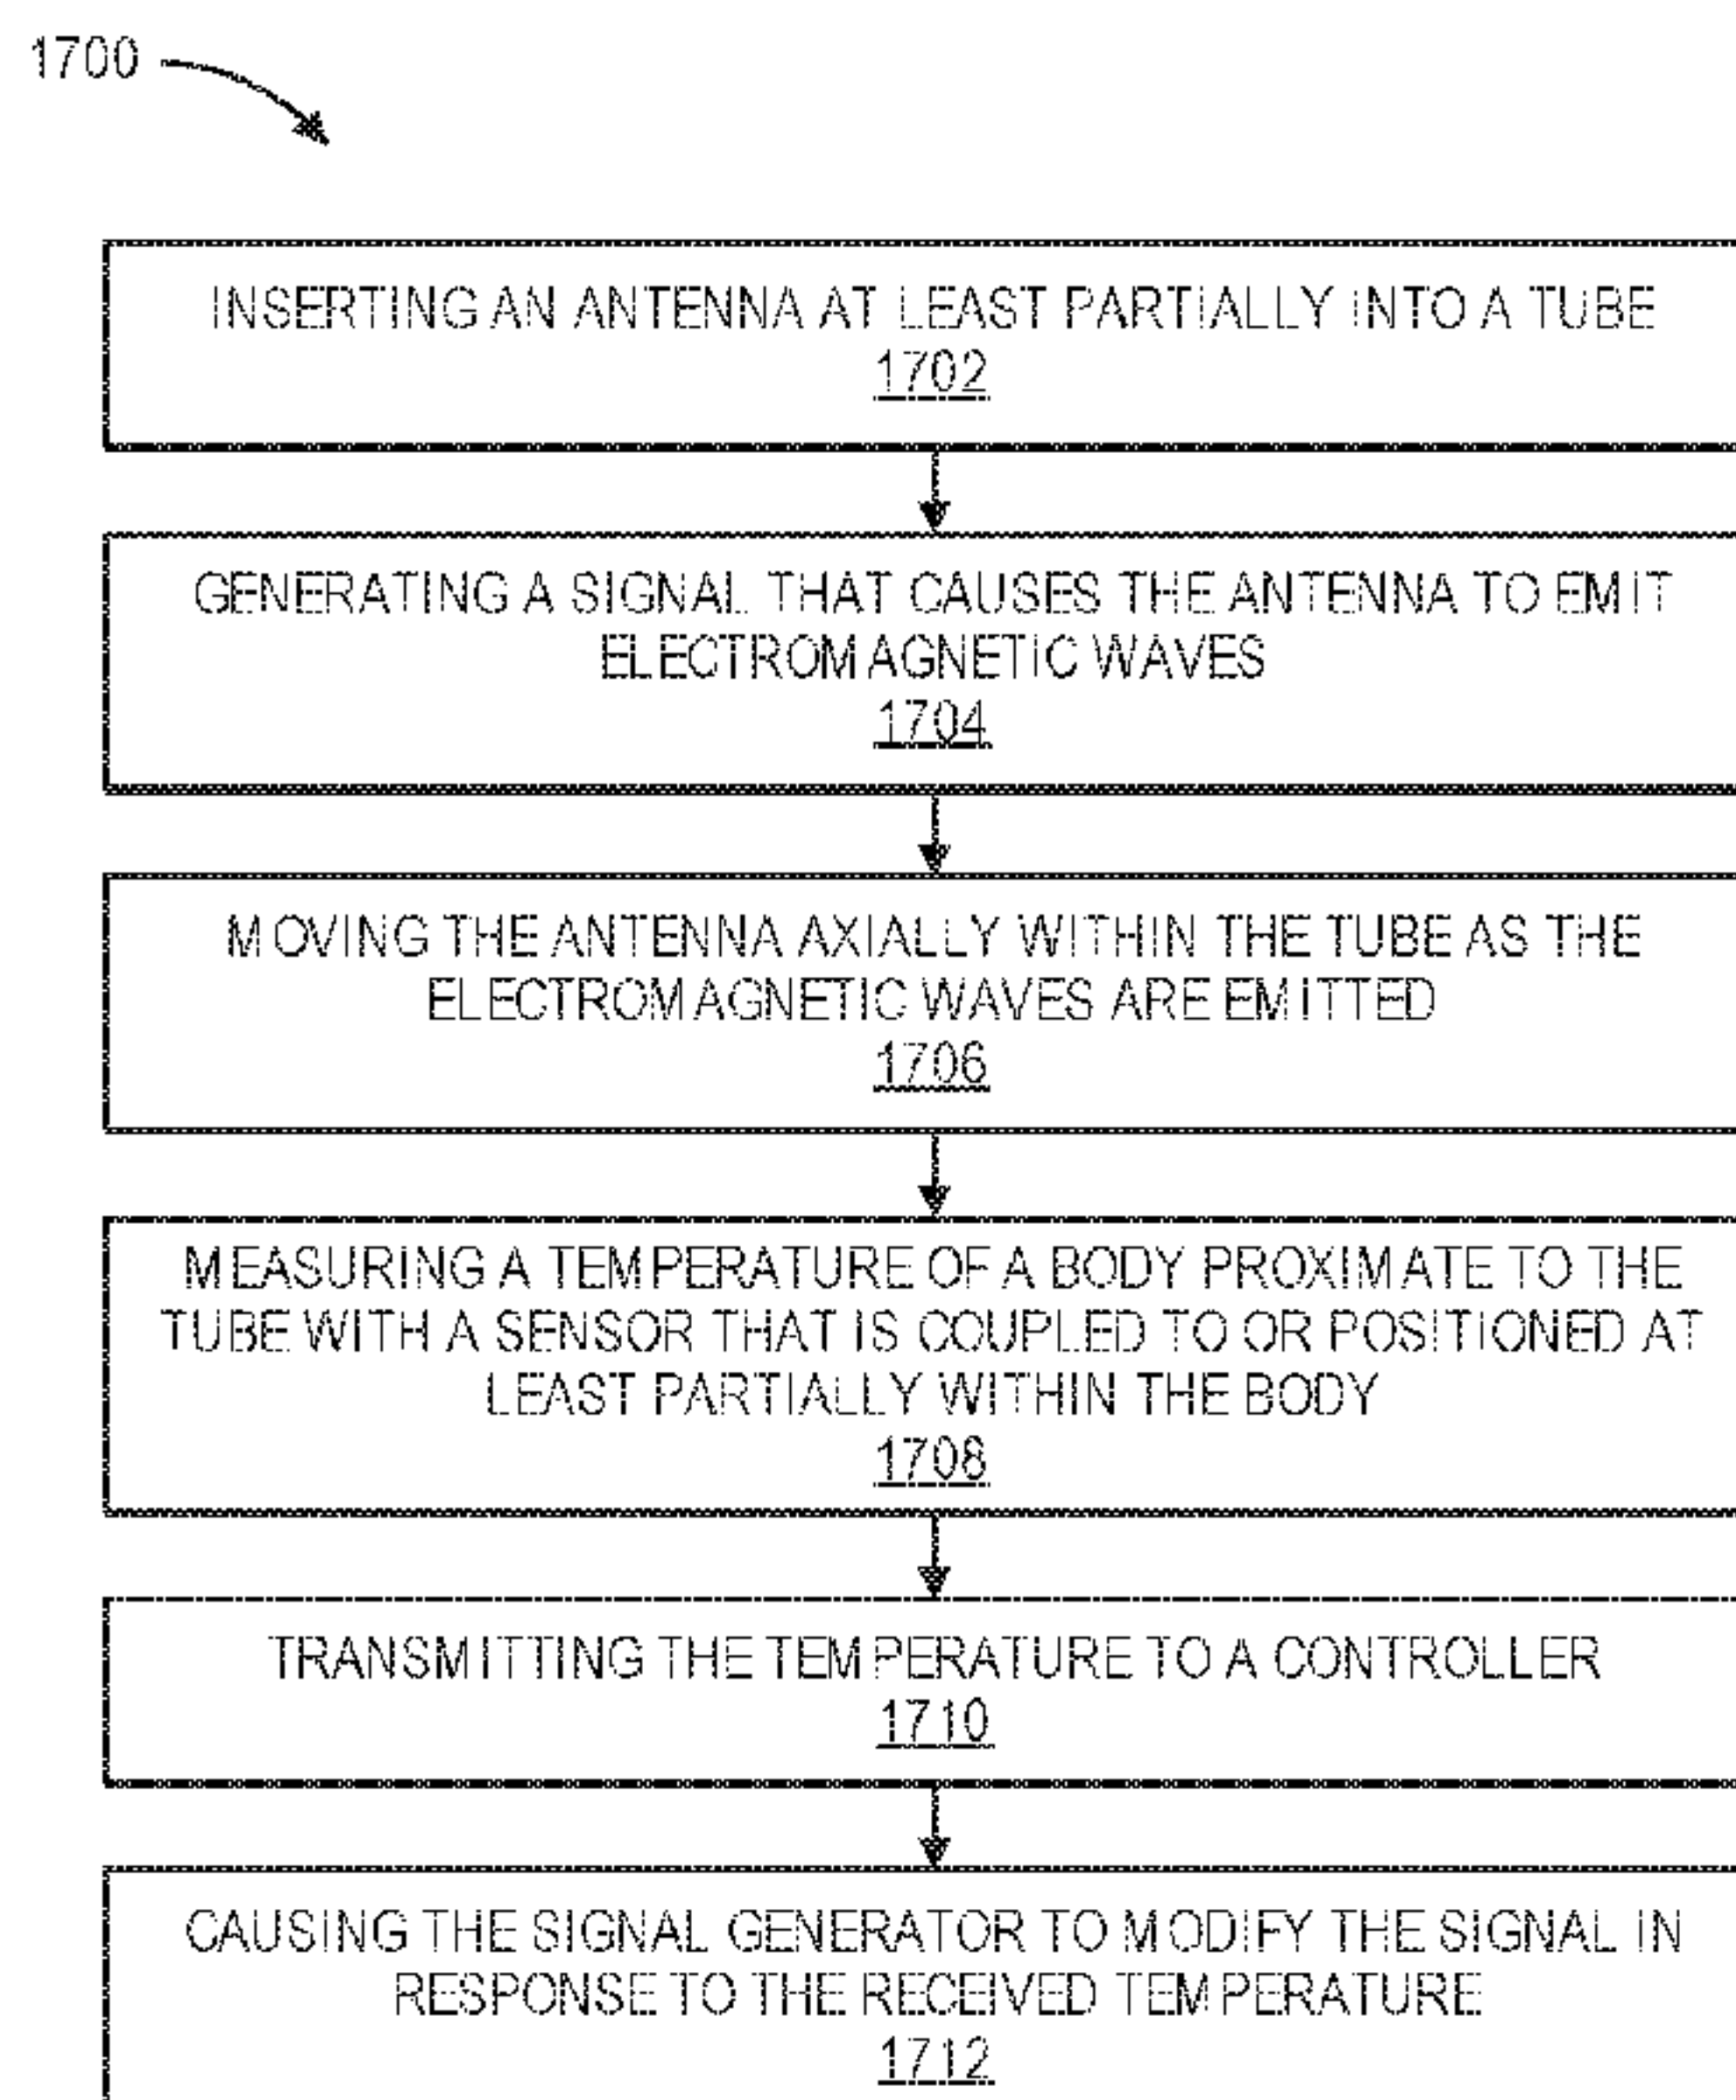 1700
INSERTING AN ANTENNA AT LEAST PARTIALLY INTO A TUBE
1702
GENERATING A SIGNAL THAT CAUSES THE ANTENNA TO EMIT
ELECTROMAGNETIC WAVES
1704
MOVING THE ANTENNA AXIALLY WITHIN THE TUBE AS THE
ELECTROMAGNETIC WAVES ARE EMITTED
1706
MEASURING A TEMPERATURE OF A BODY PROXIMATE TO THE
TUBE WITH A SENSOR THAT IS COUPLED TO OR POSITIONED AT
LEAST PARTIALLY WITHIN THE BODY
1708
TRANSMITTING THE TEMPERATURE TO A CONTROLLER
1710
CAUSING THE SIGNAL GENERATOR TO MODIFY THE SIGNAL IN
RESPONSE TO THE RECEIVED TEMPERATURE
1712